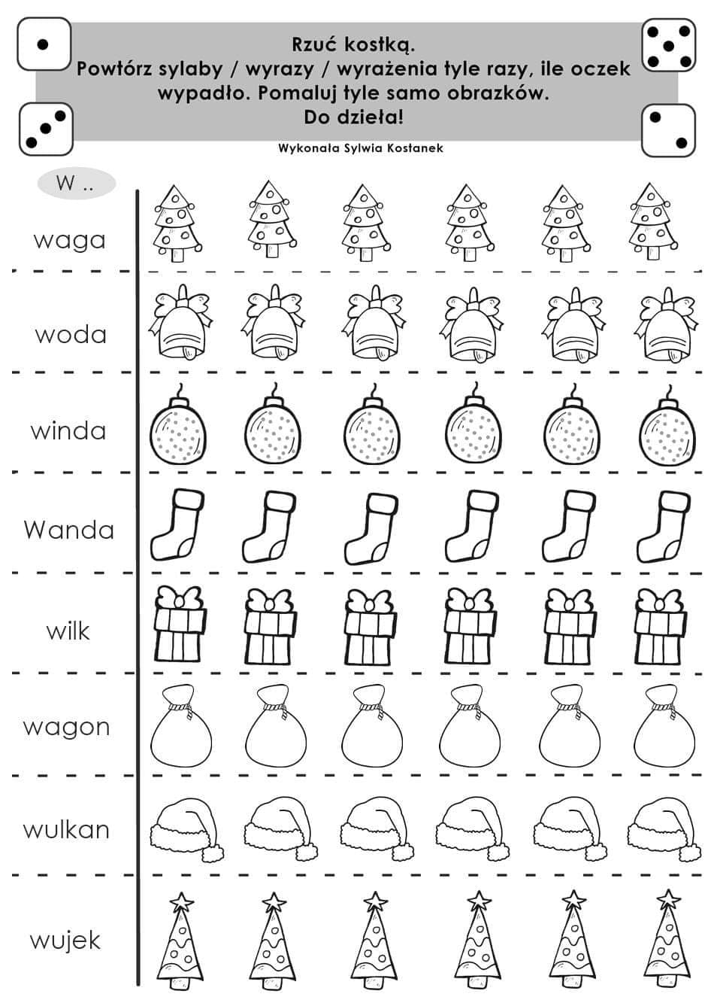 Rzuć kostką.
Powtórz sylaby / wyrazy / wyrażenia tyle razy, ile oczek
wypadło. Pomaluj tyle samo obrazków.
Do dzieła!
Wykonała Sylwia Kostanek
W ..
waga
woda
winda
Wanda
wilk
wagon
wulkan
wujek